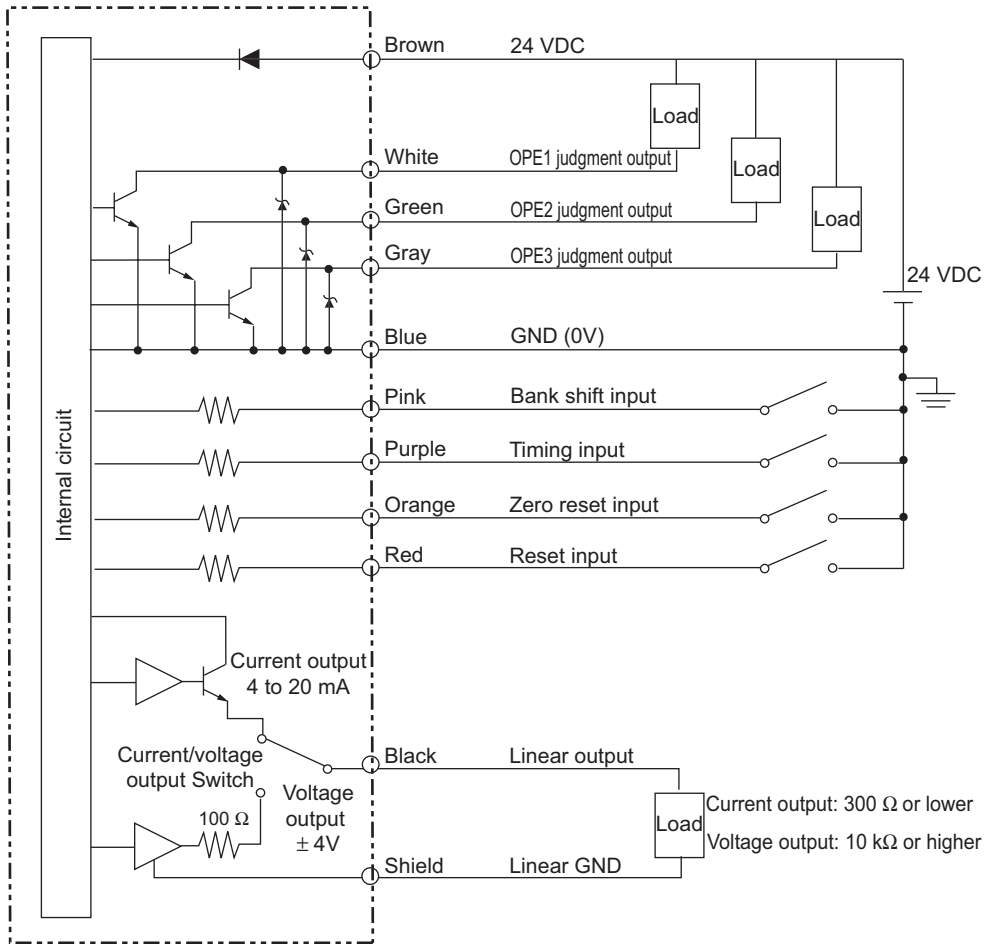 Brown 24 VDC
Load
White OPE1 judgment output
Load
Green OPE2 judgment output
Load
Gray OPE3 judgment output
24 VDC
Blue GND (0V)
Pink Bank shift input
Internal circuit
Purple Timing input
Orange Zero reset input
Red Reset input
Current output
4 to 20 mA
Current/voltage
output Switch
Black Linear output
Voltage
output
± 4V
100 Ω
Load
Current output: 300 Ω or lower
Voltage output: 10 kΩ or higher
Shield Linear GND